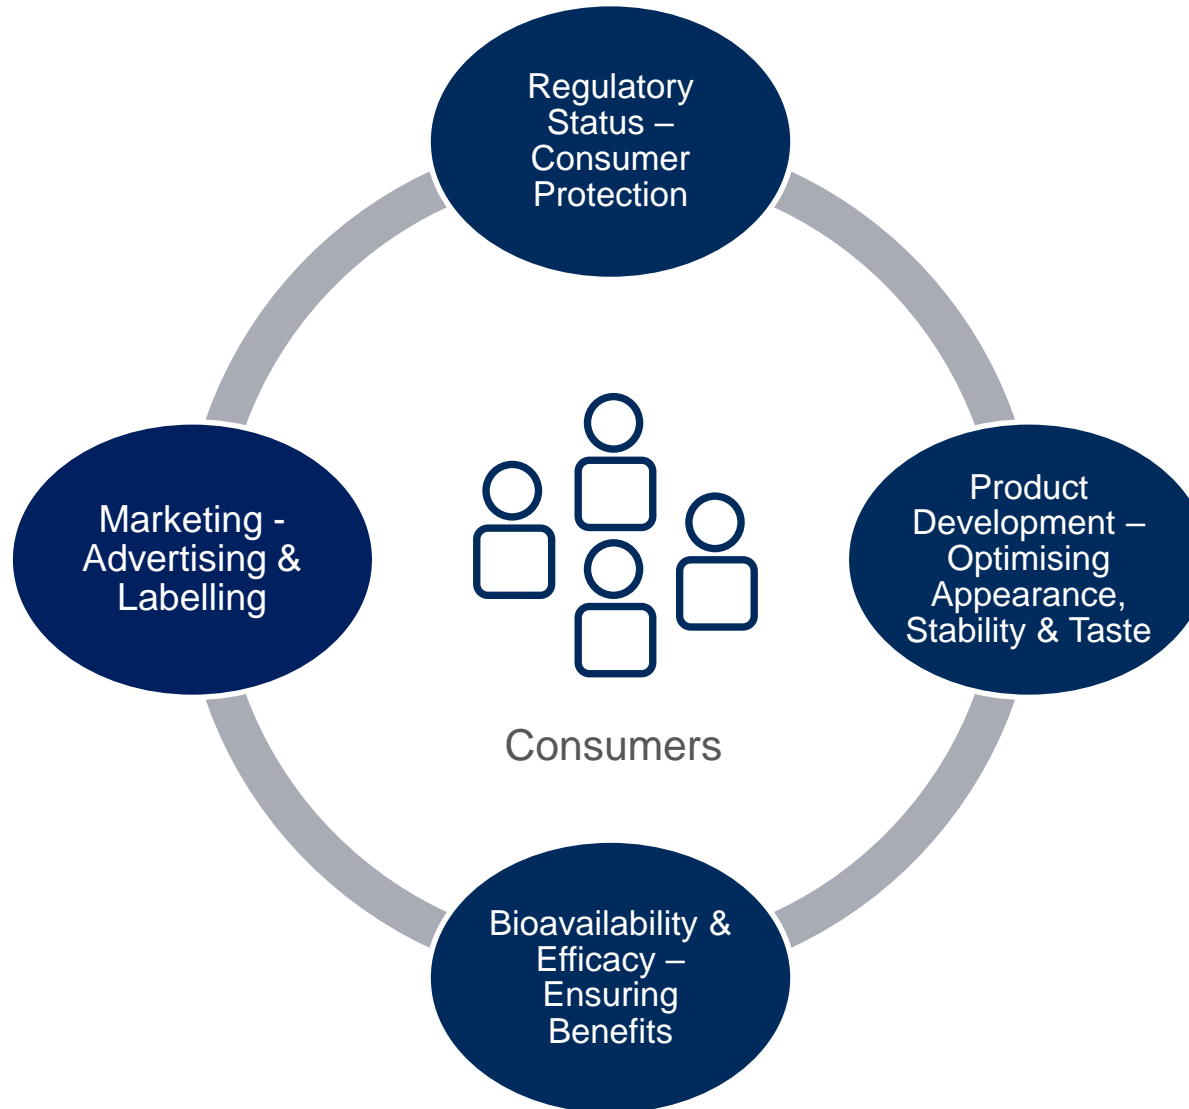 Regulatory
Status –
Consumer
Protection
Marketing -
Advertising &
Labelling
Product
Development –
Optimising
Appearance,
Stability & Taste
Consumers
Bioavailability &
Efficacy –
Ensuring
Benefits